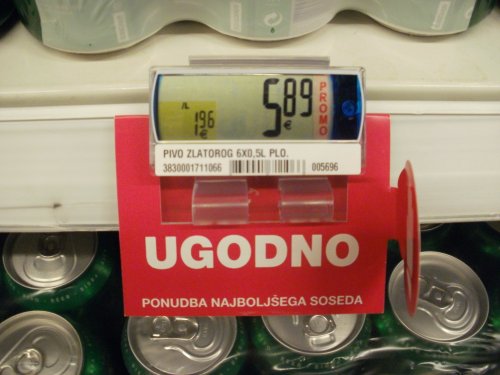 /L
1.96
€
5.89
€
PROMO
PIVO ZLATOROG 6X0,5L PLO.
3830001711066
005696
UGODNO
PONUDBA NAJBOLJŠEGA SOSEDA